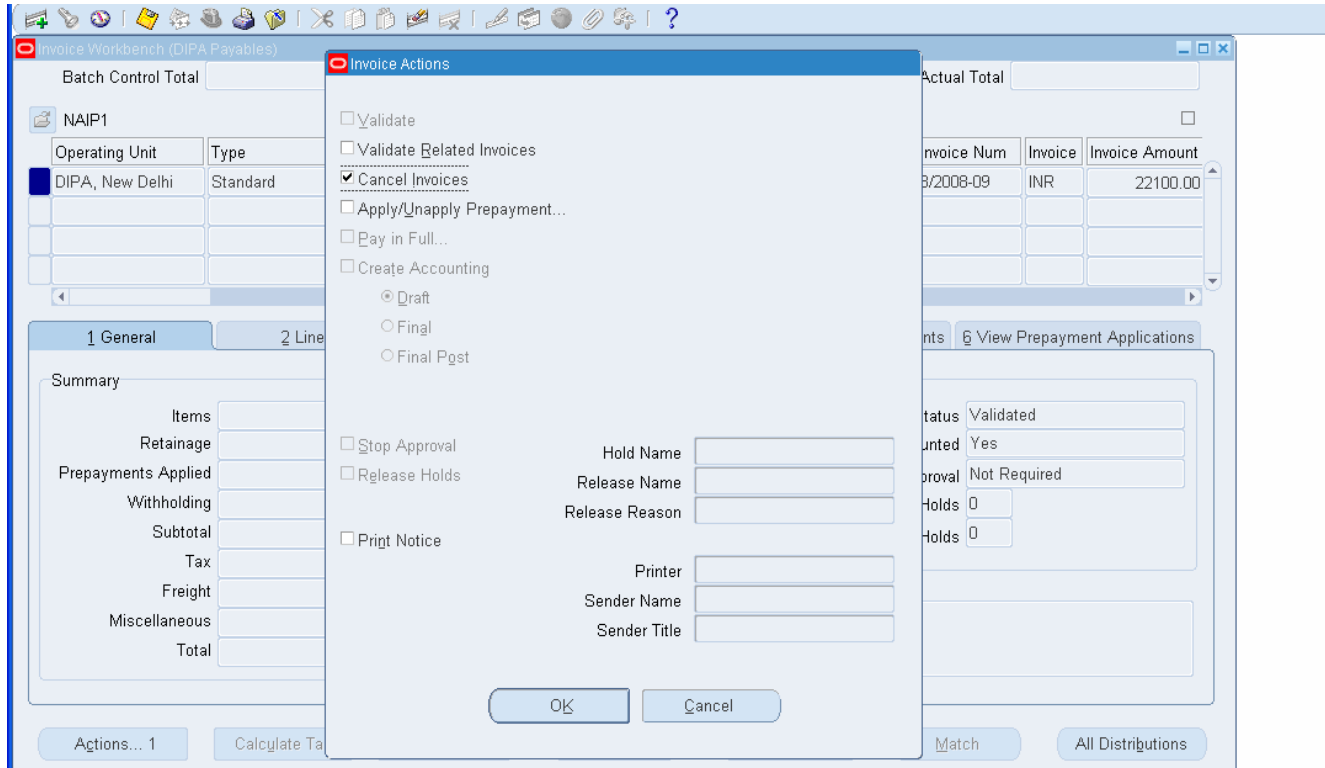 Invoice Workbench (DIPA Payables)
Invoice Actions
Batch Control Total
Actual Total
NAIP1
Operating Unit Type
nvoice Num Invoice Invoice Amount
DIPA, New Delhi Standard
8/2008-09 INR 22100.00
Validate
Validate Related Invoices
Cancel Invoices
Apply/Unapply Prepayment...
Pay in Full...
Create Accounting
Draft
Final
Final Post
1 General 2 Line
nts 6 View Prepayment Applications
Summary
Items
Retainage
Prepayments Applied
Withholding
Subtotal
Tax
Freight
Miscellaneous
Total
Stop Approval
Release Holds
Hold Name
Release Name
Release Reason
Print Notice
Printer
Sender Name
Sender Title
tatus Validated
unted Yes
proval Not Required
Holds 0
Holds 0
OK Cancel
Actions... 1 Calculate Ta
Match All Distributions